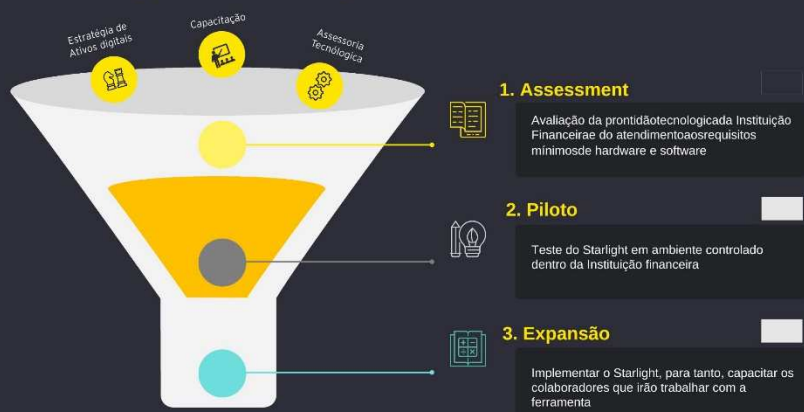 Estratégia de
Ativos digitais
Capacitação
Assessoria
Tecnólogica
1. Assessment
Avaliação da prontidãotecnologicada Instituição
Financeirae do atendimentoaosrequisitos
mínimosde hardware e software
2. Piloto
Teste do Starlight em ambiente controlado
dentro da Instituição financeira
3. Expansão
Implementar o Starlight, para tanto, capacitar os
colaboradores que irão trabalhar com a
ferramenta